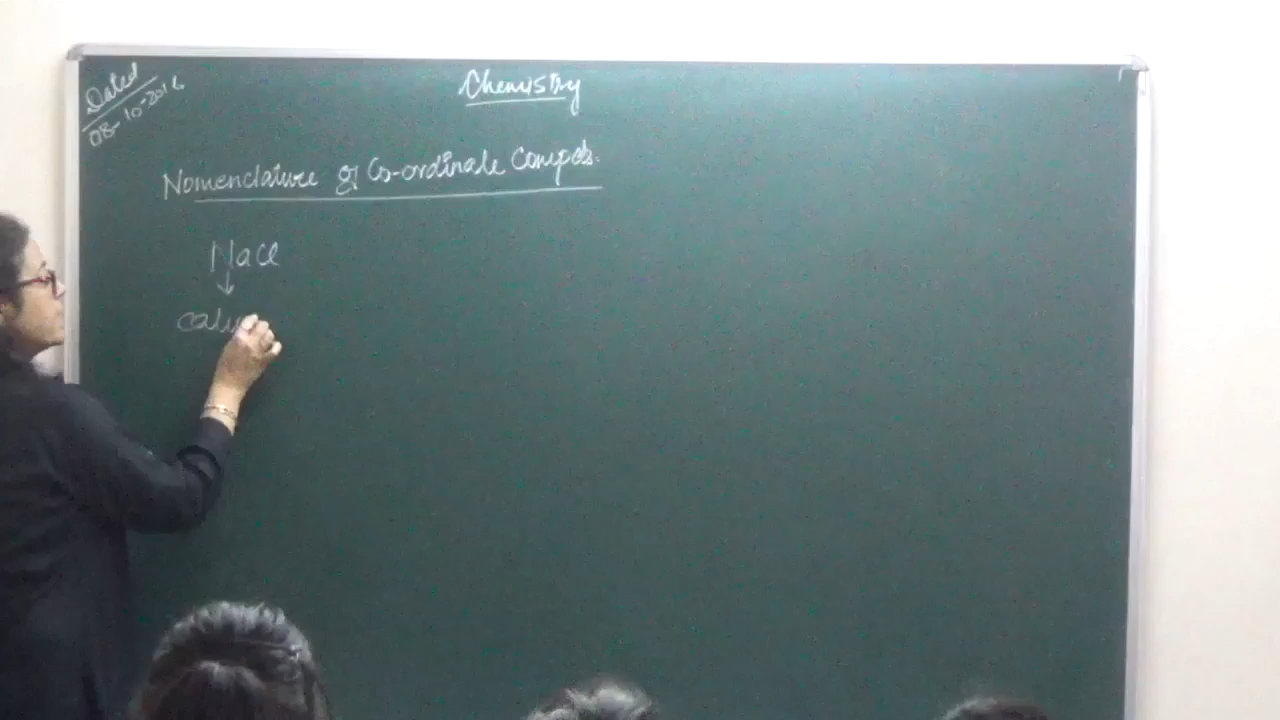 Dated
08-10-2016
Chemistry
Nomenclature of Co-ordinate Compds.
NaCl
↓